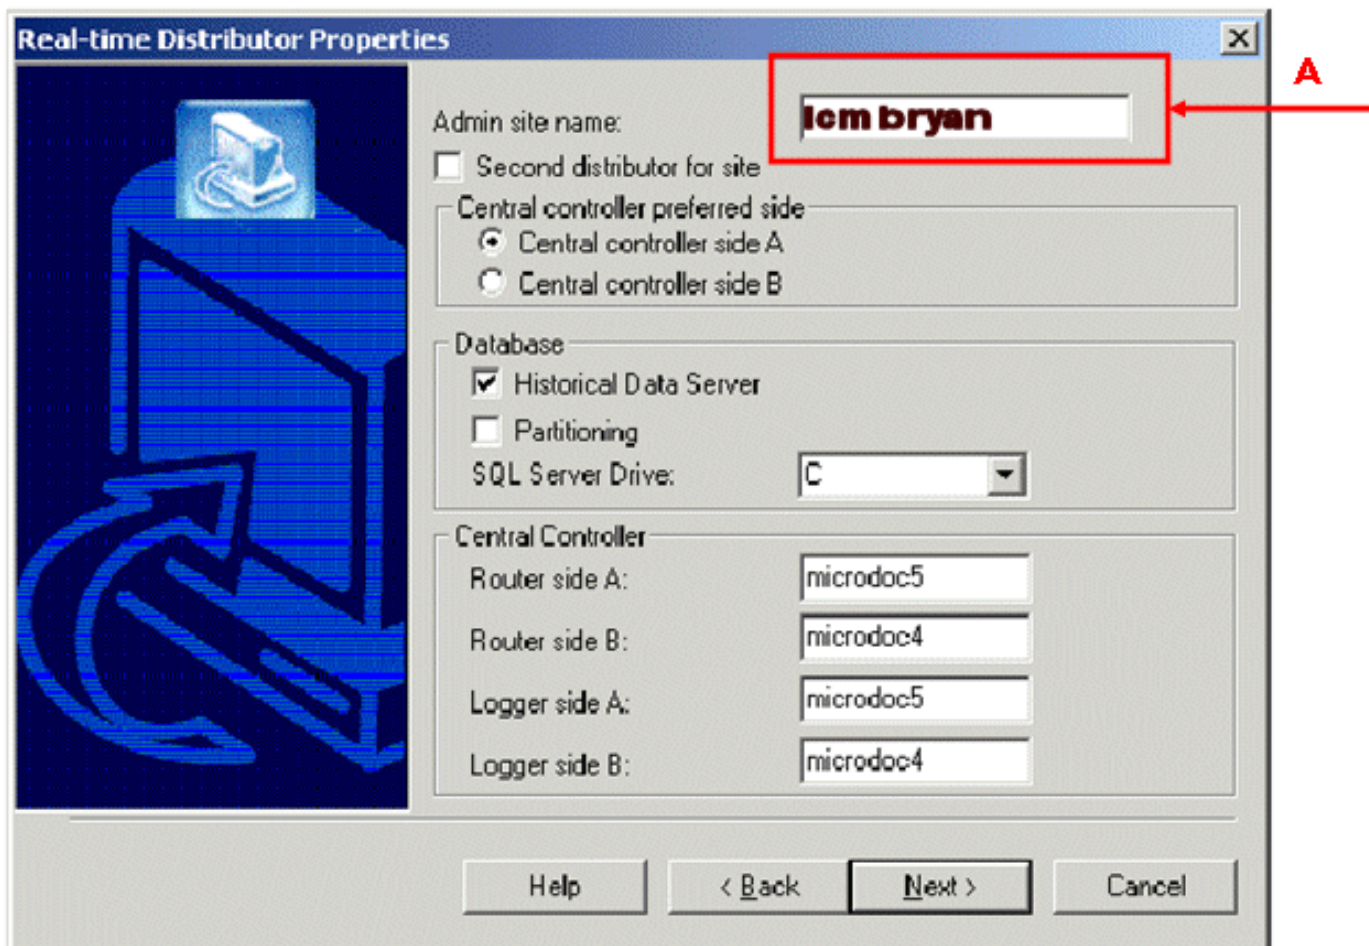 Real-time Distributor Properties
A
Admin site name:
Icm bryan
Second distributor for site
Central controller preferred side
Central controller side A
Central controller side B
Database
Historical Data Server
Partitioning
SQL Server Drive:
C
Central Controller
Router side A:
microdoc5
Router side B:
microdoc4
Logger side A:
microdoc5
Logger side B:
microdoc4
Help
< Back
Next >
Cancel